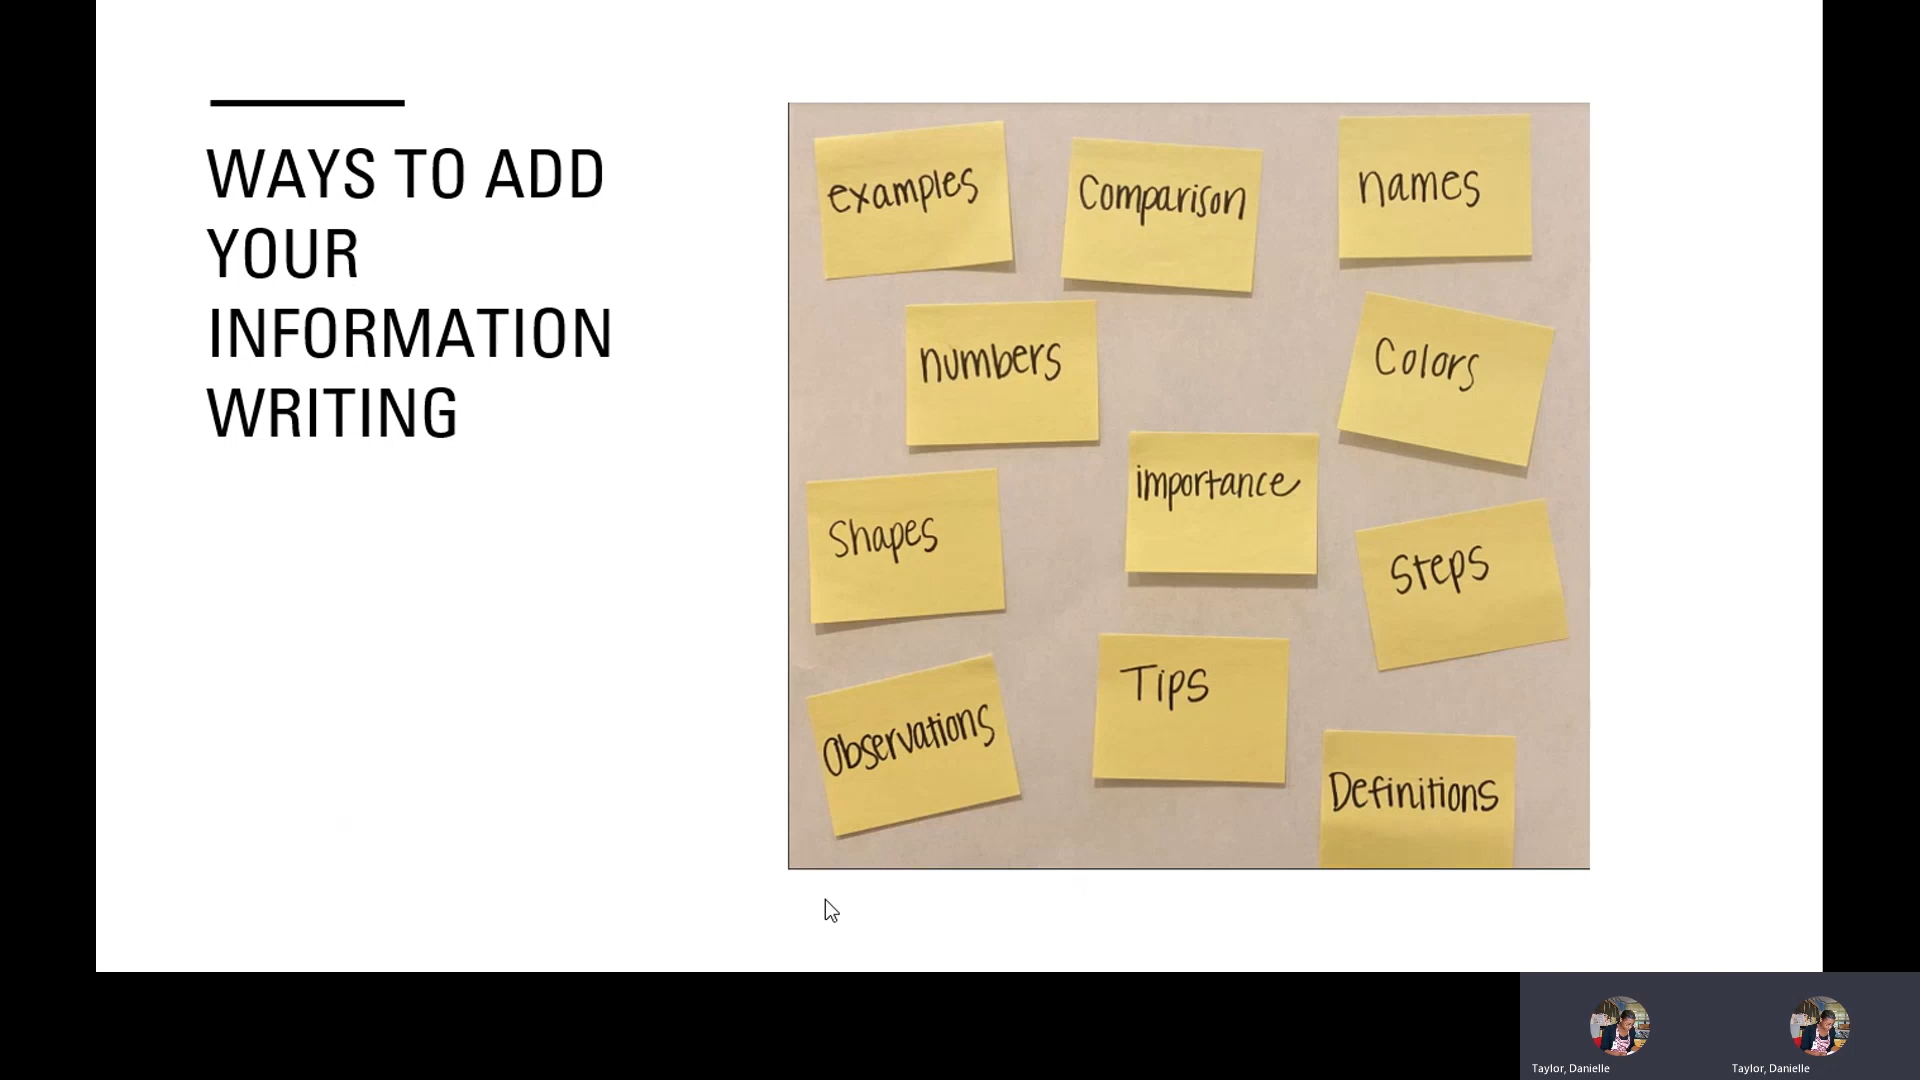 WAYS TO ADD
YOUR
INFORMATION
WRITING
examples
Comparison
names
numbers
Colors
importance
Shapes
Steps
Tips
Observations
Definitions
Taylor, Danielle
Taylor, Danielle